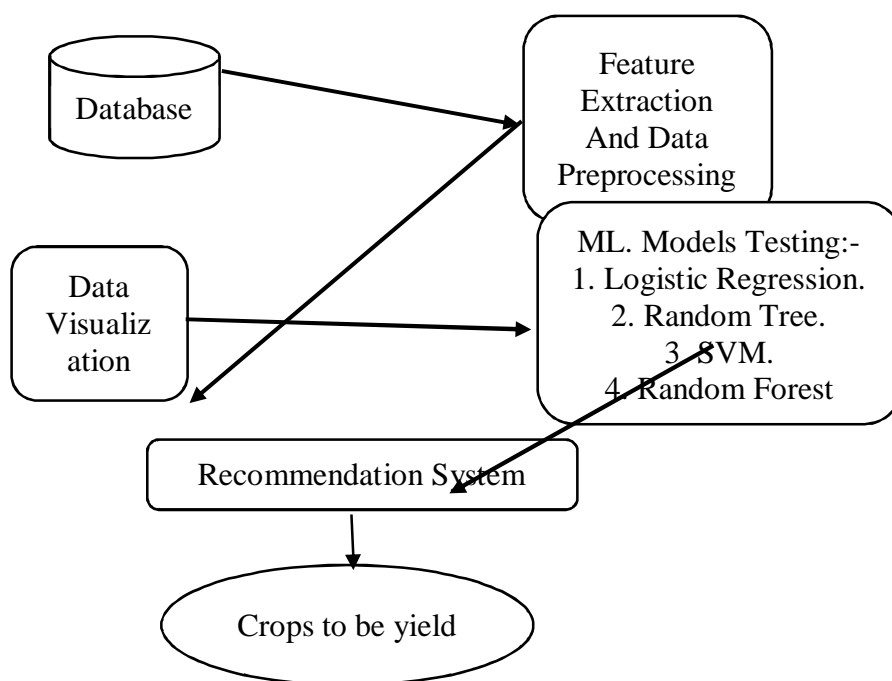 Database
Feature
Extraction
And Data
Preprocessing
Data
Visualiz
ation
ML. Models Testing:-
1. Logistic Regression.
2. Random Tree.
3. SVM.
4. Random Forest
Recommendation System
Crops to be yield